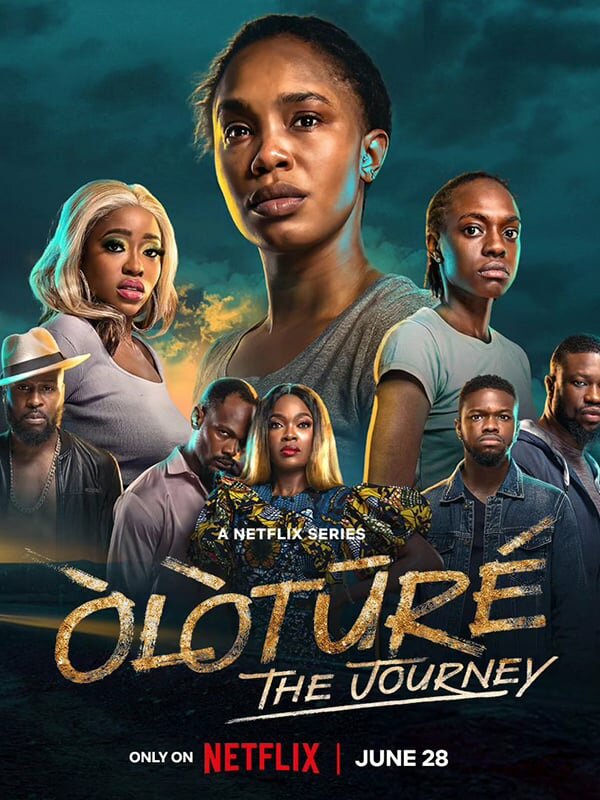 A NETFLIX SERIES
ÒLÒTŪRÉ
THE JOURNEY
ONLY ON NETFLIX | JUNE 28